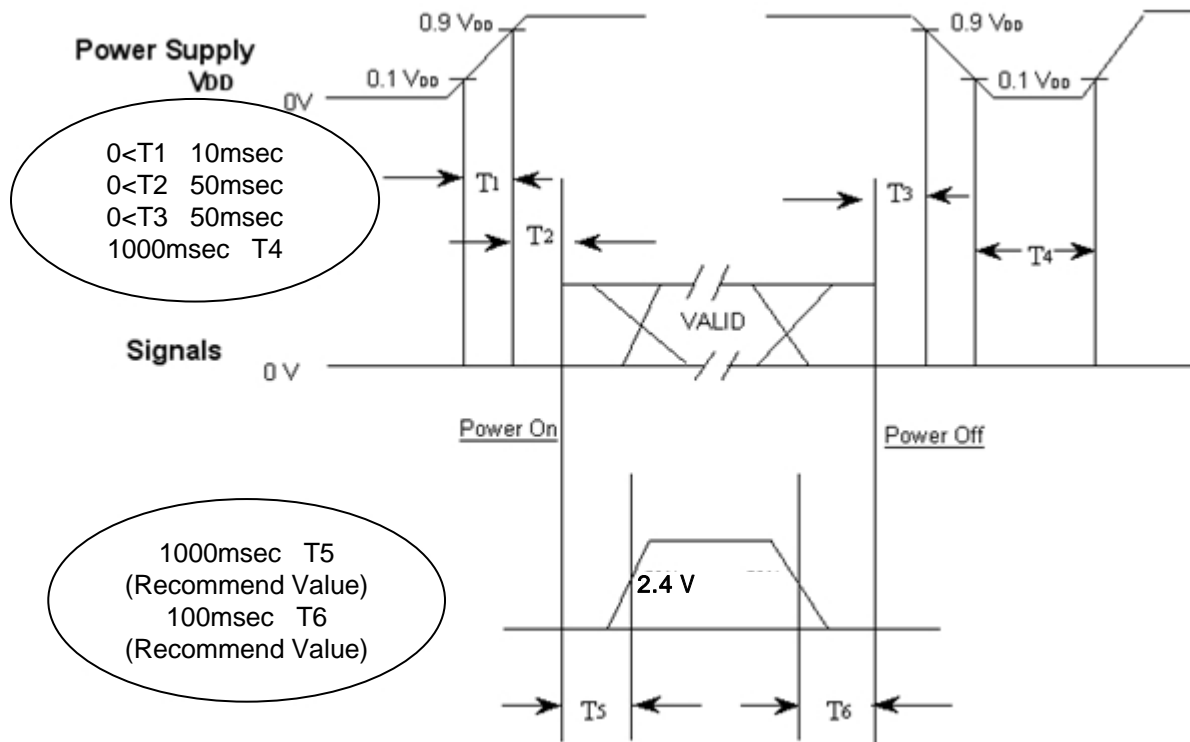 0.9 VDD
0.9 VDD
Power Supply
VDD
0.1 VDD
0.1 VDD
0V
0<T1 10msec
0<T2 50msec
0<T3 50msec
1000msec T4
T1
T3
T2
T4
VALID
Signals
0 V
Power On
Power Off
1000msec T5
(Recommend Value)
100msec T6
(Recommend Value)
2.4 V
T5
T6